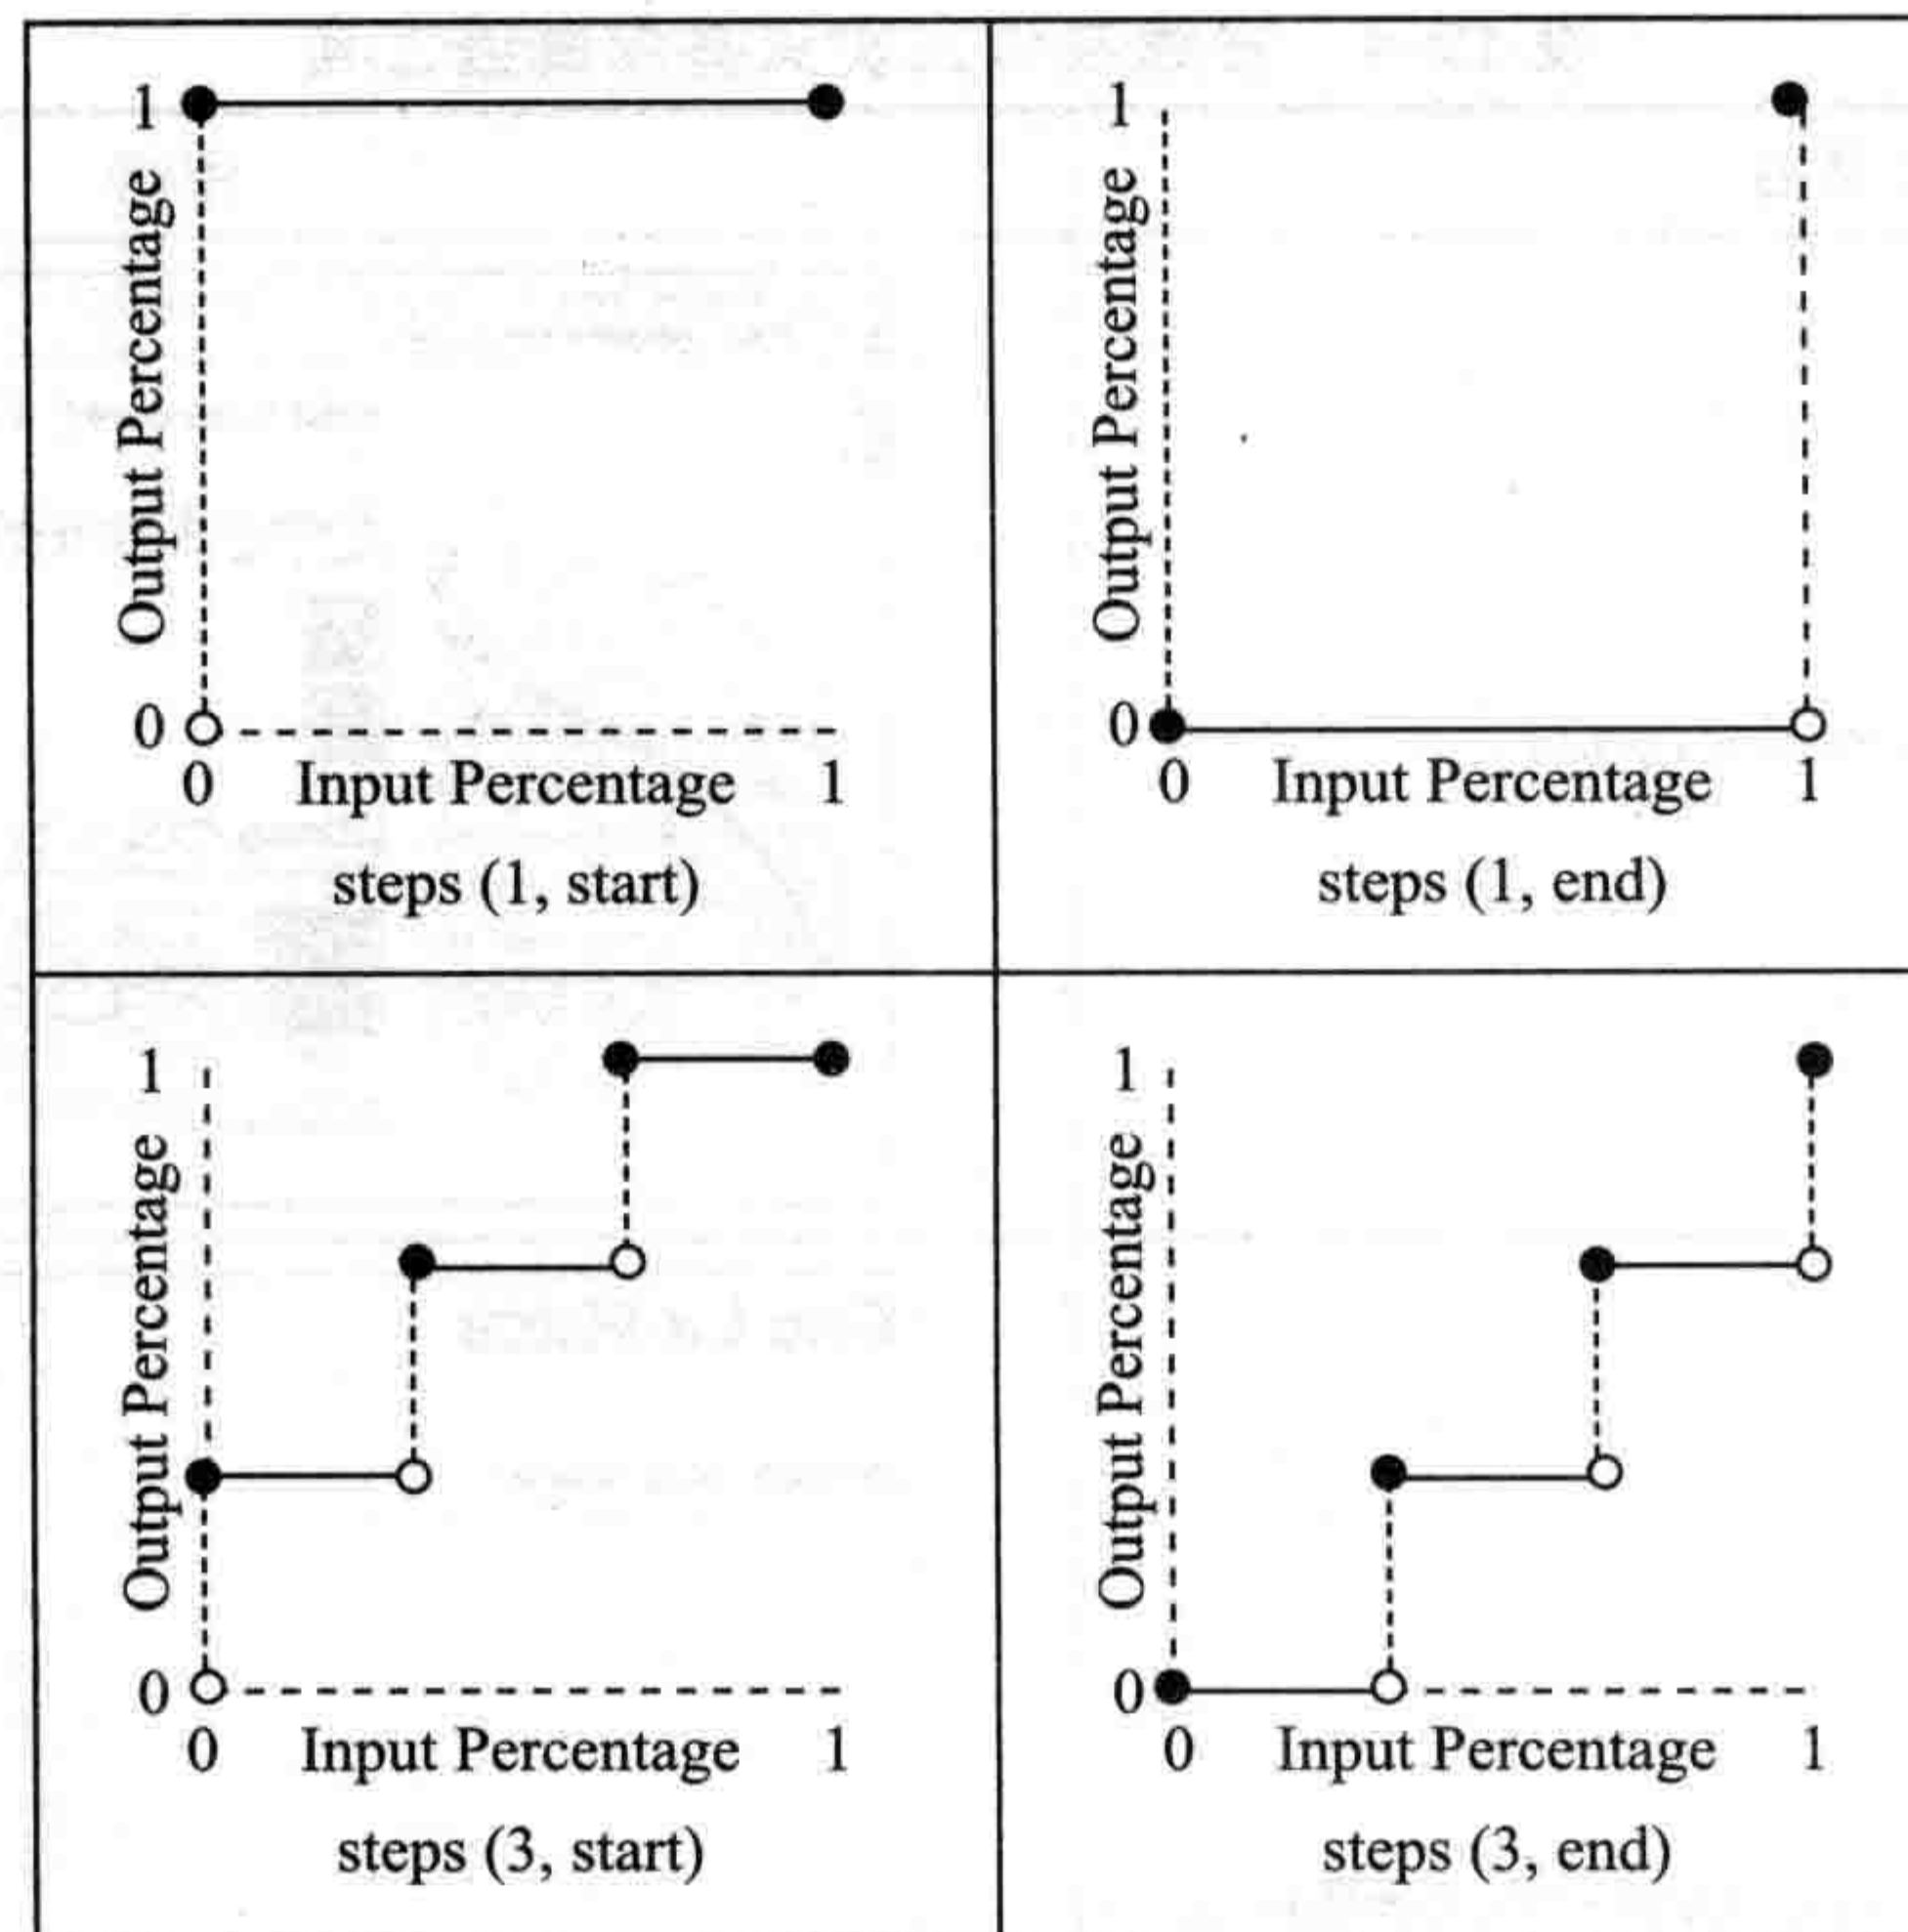 1
Output Percentage
0
0 Input Percentage 1
steps (1, start)
1
Output Percentage
0
0 Input Percentage 1
steps (1, end)
1
Output Percentage
0
0 Input Percentage 1
steps (3, start)
1
Output Percentage
0
0 Input Percentage 1
steps (3, end)